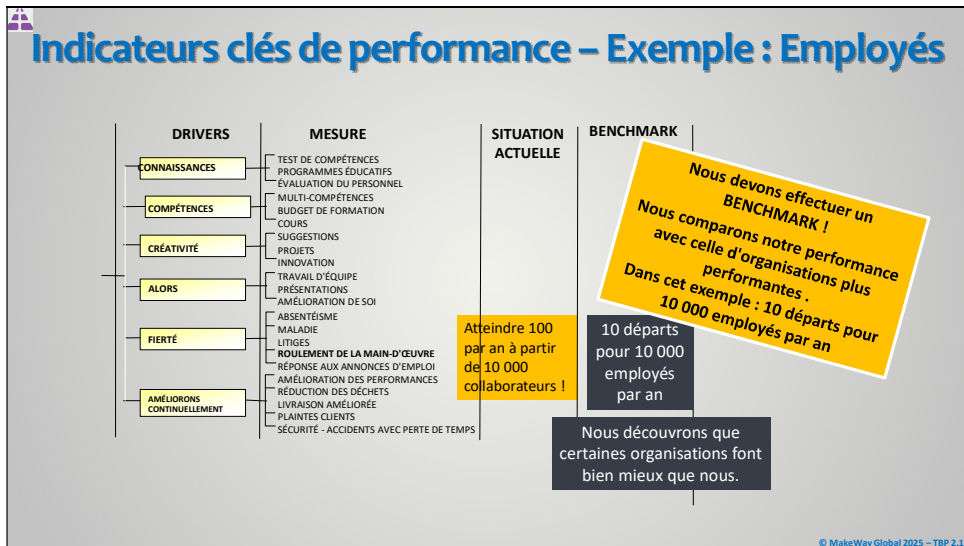 Indicateurs clés de performance – Exemple : Employés
DRIVERS
MESURE
SITUATION
ACTUELLE
BENCHMARK
CONNAISSANCES
TEST DE COMPÉTENCES
PROGRAMMES ÉDUCATIFS
ÉVALUATION DU PERSONNEL
COMPÉTENCES
MULTI-COMPÉTENCES
BUDGET DE FORMATION
COURS
CRÉATIVITÉ
SUGGESTIONS
PROJETS
INNOVATION
ALORS
TRAVAIL D'ÉQUIPE
PRÉSENTATIONS
AMÉLIORATION DE SOI
FIERTÉ
ABSENTÉISME
MALADIE
LITIGES
ROULEMENT DE LA MAIN-D'ŒUVRE
RÉPONSE AUX ANNONCES D'EMPLOI
AMÉLIORONS
CONTINUELLEMENT
AMÉLIORATION DES PERFORMANCES
RÉDUCTION DES DÉCHETS
LIVRAISON AMÉLIORÉE
PLAINTES CLIENTS
SÉCURITÉ - ACCIDENTS AVEC PERTE DE TEMPS
Atteindre 100
par an à partir
de 10 000
collaborateurs !
10 départs
pour 10 000
employés
par an
Nous devons effectuer un
BENCHMARK !
Nous comparons notre performance
avec celle d'organisations plus
performantes .
Dans cet exemple : 10 départs pour
10 000 employés par an
Nous découvrons que
certaines organisations font
bien mieux que nous.
© MakeWay Global 2025 – TBP 2.1